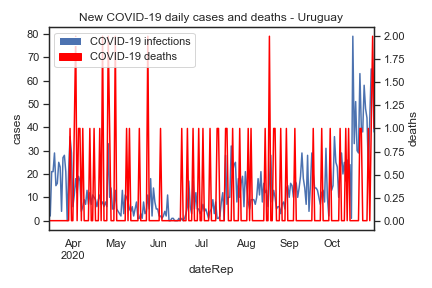 New COVID-19 daily cases and deaths - Uruguay
COVID-19 infections
COVID-19 deaths
80
70
60
50
40
30
20
10
0
cases
2.00
1.75
1.50
1.25
1.00
0.75
0.50
0.25
0.00
deaths
Apr May Jun Jul Aug Sep Oct
2020
dateRep